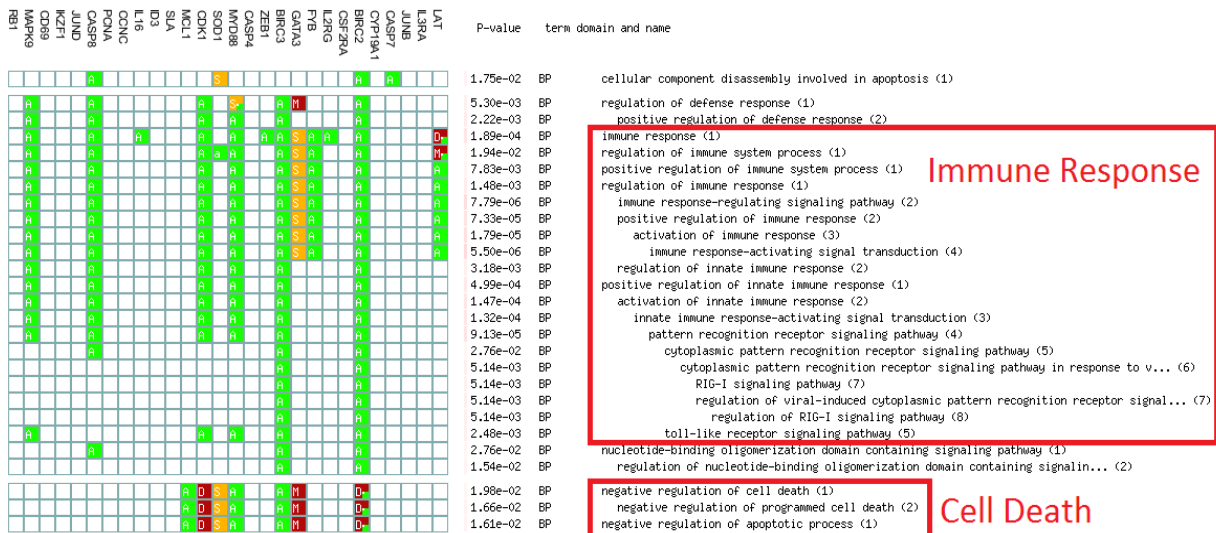 RB1 MAPK9 CD69 IKZF1 JUND CASP8 PCNA CCNC IL16 ID3 SLA MCL1 CDK1 SOD1 MYD88 CASP4 ZEB1 BIRC3 GATA3 FYB IL2RG CSF2RA BIRC2 CYP19A1 CASP7 JUNB IL3RA LAT
P-value term domain and name
A S A A 1.75e-02 BP cellular component disassembly involved in apoptosis (1)
A A A S A M A 5.30e-03 BP regulation of defense response (1)
A A A A A A 2.22e-03 BP positive regulation of defense response (2)
A A A A A A A S A A A D 1.89e-04 BP immune response (1)
A A A a A A S A A M 1.94e-02 BP regulation of immune system process (1)
A A A A A S A A A 7.83e-03 BP positive regulation of immune system process (1)
A A A A A S A A A 1.48e-03 BP regulation of immune response (1)
A A A A A S A A A 7.79e-06 BP immune response-regulating signaling pathway (2)
A A A A A S A A A 7.33e-05 BP positive regulation of immune response (2)
A A A A A S A A A 1.79e-05 BP activation of immune response (3)
A A A A A S A A A 5.50e-06 BP immune response-activating signal transduction (4)
A A A A A A 3.18e-03 BP regulation of innate immune response (2)
A A A A A A 4.99e-04 BP positive regulation of innate immune response (1)
A A A A A A 1.47e-04 BP activation of innate immune response (2)
A A A A A A 1.32e-04 BP innate immune response-activating signal transduction (3)
A A A A A A 9.13e-05 BP pattern recognition receptor signaling pathway (4)
A A A 2.76e-02 BP cytoplasmic pattern recognition receptor signaling pathway (5)
A A 5.14e-03 BP cytoplasmic pattern recognition receptor signaling pathway in response to v... (6)
A A 5.14e-03 BP RIG-I signaling pathway (7)
A A 5.14e-03 BP regulation of viral-induced cytoplasmic pattern recognition receptor signal... (7)
A A 5.14e-03 BP regulation of RIG-I signaling pathway (8)
A A A A A 2.48e-03 BP toll-like receptor signaling pathway (5)
A A A 2.76e-02 BP nucleotide-binding oligomerization domain containing signaling pathway (1)
A A 1.54e-02 BP regulation of nucleotide-binding oligomerization domain containing signalin... (2)
A D S A A M D 1.98e-02 BP negative regulation of cell death (1)
A D S A A M D 1.66e-02 BP negative regulation of programmed cell death (2)
A D S A A M D 1.61e-02 BP negative regulation of apoptotic process (1)
Immune Response
Cell Death